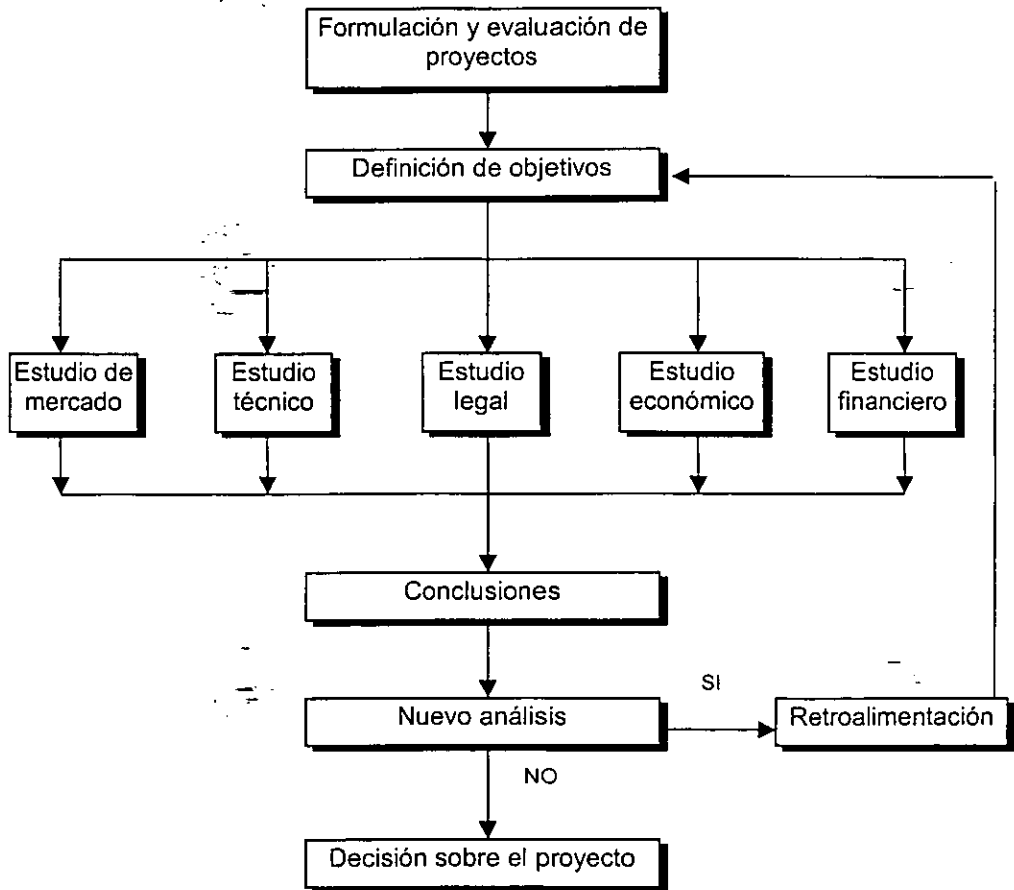 Formulación y evaluación de
proyectos
Definición de objetivos
Estudio de
mercado
Estudio
técnico
Estudio
legal
Estudio
económico
Estudio
financiero
Conclusiones
Nuevo análisis
SI
Retroalimentación
NO
Decisión sobre el proyecto